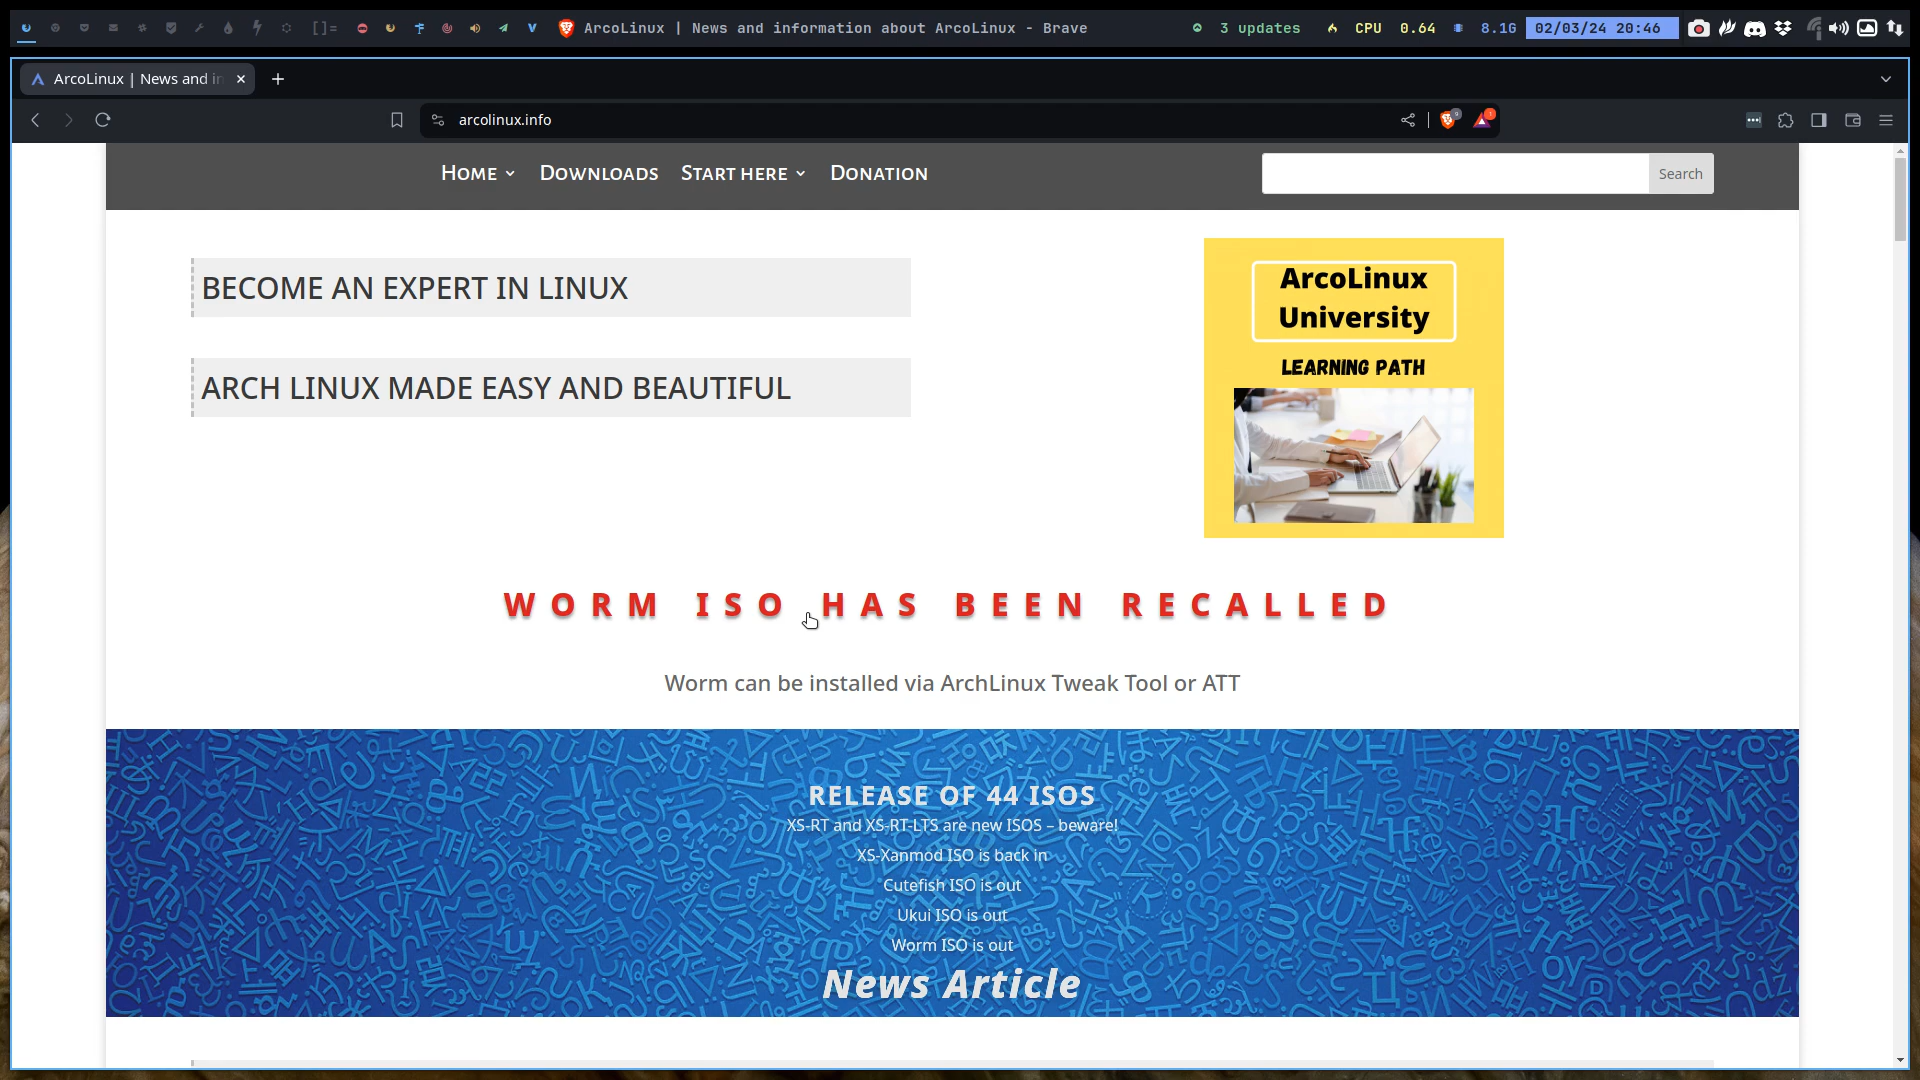 []= ArcoLinux | News and information about ArcoLinux - Brave 3 updates CPU 0.64 8.1G 02/03/24 20:46
ArcoLinux | News and in
arcolinux.info
HOME DOWNLOADS START HERE DONATION Search
BECOME AN EXPERT IN LINUX
ARCH LINUX MADE EASY AND BEAUTIFUL
ArcoLinux
University
LEARNING PATH
WORM ISO HAS BEEN RECALLED
Worm can be installed via ArchLinux Tweak Tool or ATT
RELEASE OF 44 ISOS
XS-RT and XS-RT-LTS are new ISOS – beware!
XS-Xanmod ISO is back in
Cutefish ISO is out
Ukui ISO is out
Worm ISO is out
News Article